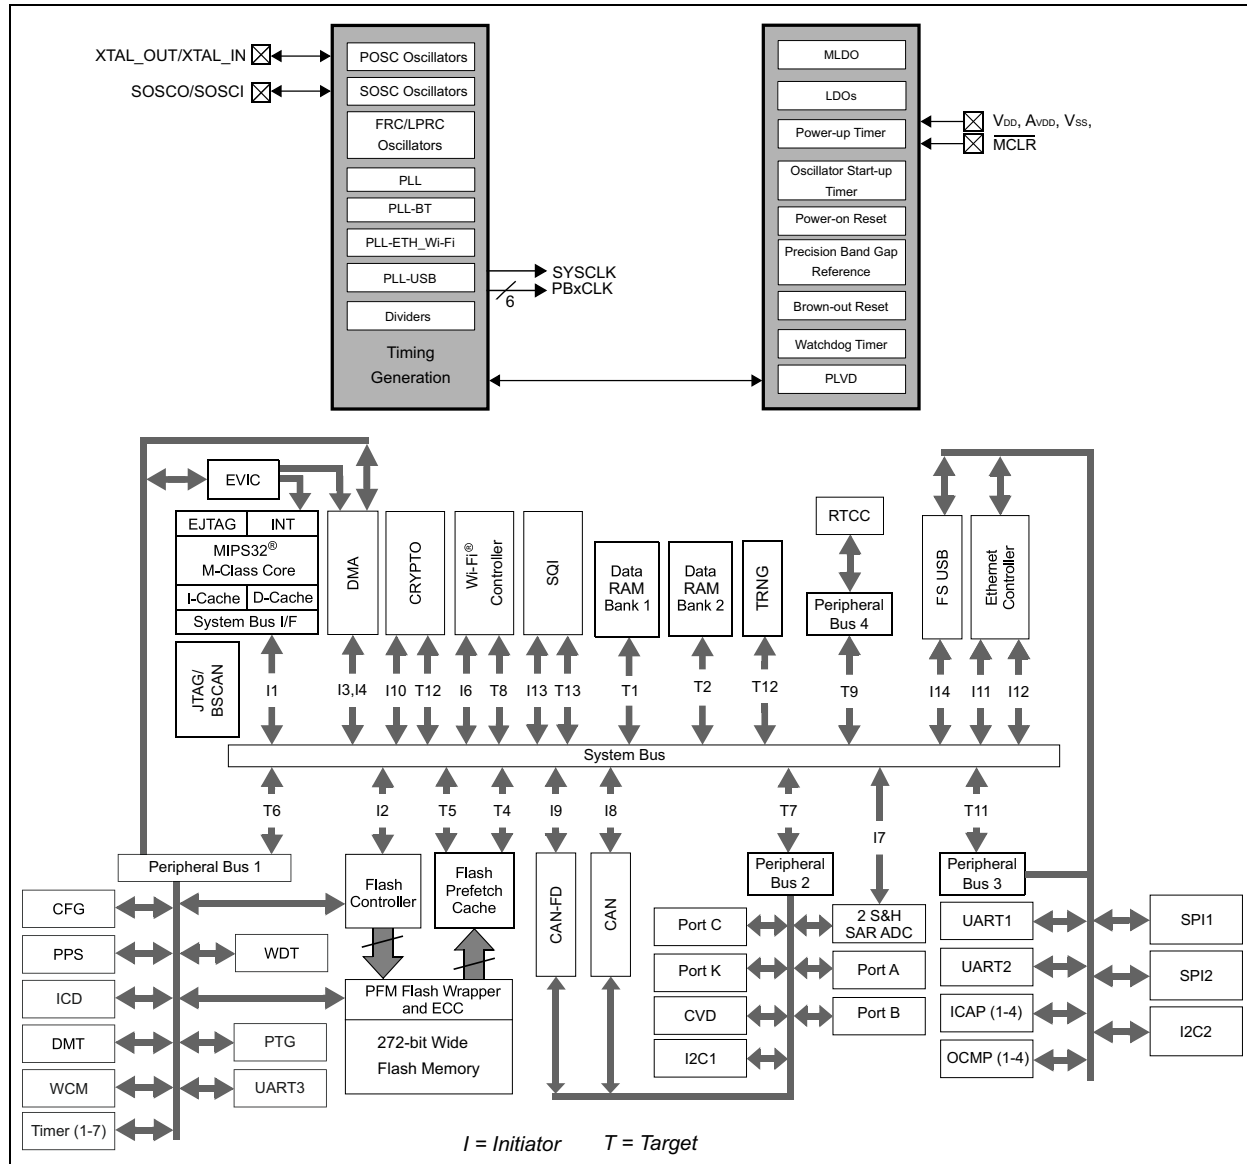 XTAL_OUT/XTAL_IN
SOSCO/SOSCI
POSC Oscillators
SOSC Oscillators
FRC/LPRC
Oscillators
PLL
PLL-BT
PLL-ETH_Wi-Fi
PLL-USB
Dividers
Timing
Generation
SYSCLK
PBxCLK
6
MLDO
LDOs
Power-up Timer
Oscillator Start-up
Timer
Power-on Reset
Precision Band Gap
Reference
Brown-out Reset
Watchdog Timer
PLVD
VDD, AVDD, VSS,
MCLR
EVIC
EJTAG
INT
MIPS32®
M-Class Core
I-Cache
D-Cache
System Bus I/F
JTAG/
BSCAN
DMA
CRYPTO
Wi-Fi®
Controller
SQI
Data
RAM
Bank 1
Data
RAM
Bank 2
TRNG
RTCC
Peripheral
Bus 4
FS USB
Ethernet
Controller
I1
I3,I4
I10
T12
I6
T8
I13
T13
T1
T2
T12
T9
I14
I11
I12
System Bus
T6
I2
T5
T4
I9
I8
T7
I7
T11
Peripheral Bus 1
Flash
Controller
Flash
Prefetch
Cache
CAN-FD
CAN
Peripheral
Bus 2
2 S&H
SAR ADC
Peripheral
Bus 3
CFG
PPS
ICD
DMT
WCM
Timer (1-7)
WDT
PTG
UART3
PFM Flash Wrapper
and ECC
272-bit Wide
Flash Memory
Port C
Port K
CVD
I2C1
Port A
Port B
UART1
UART2
ICAP (1-4)
OCMP (1-4)
SPI1
SPI2
I2C2
I = Initiator T = Target